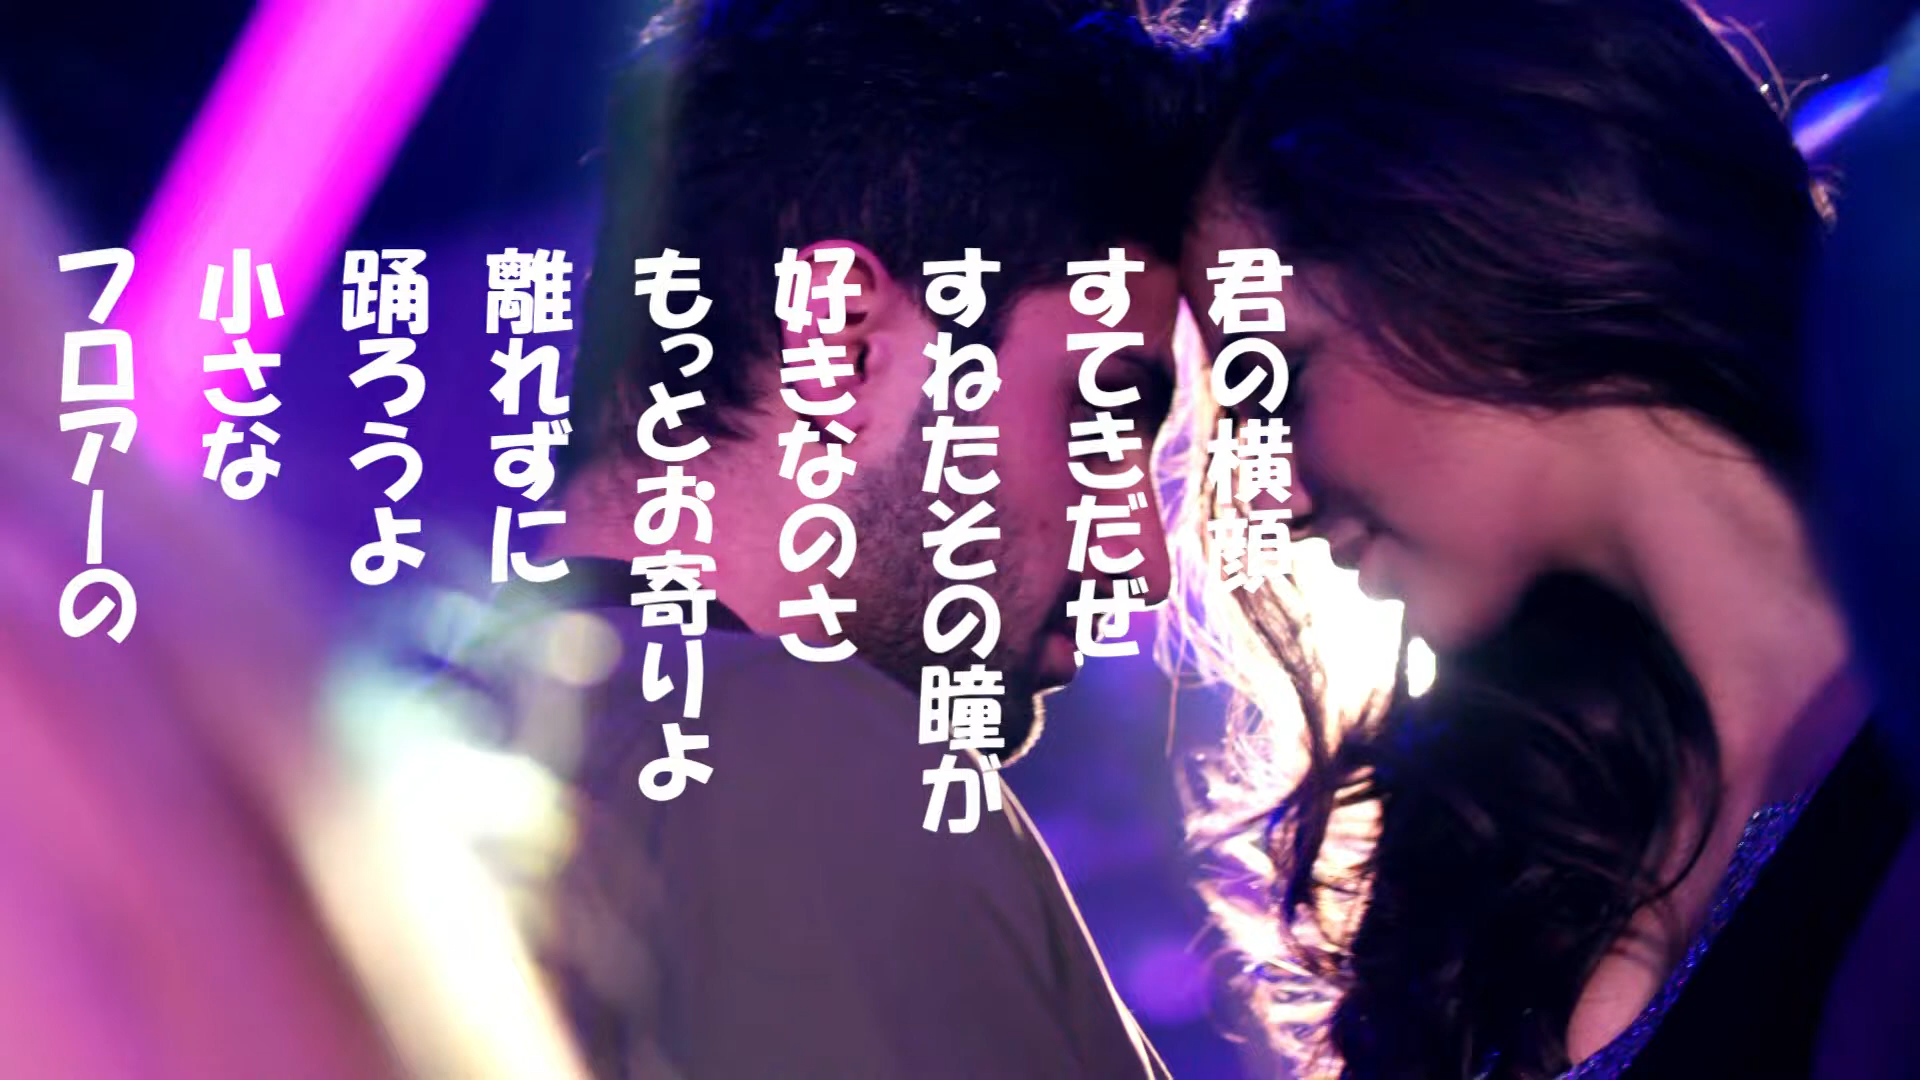 君の横顔
すてきだぜ
すねたその瞳が
好きなのさ
もっとお寄りよ
離れずに
踊ろうよ
小さな
フロアーの